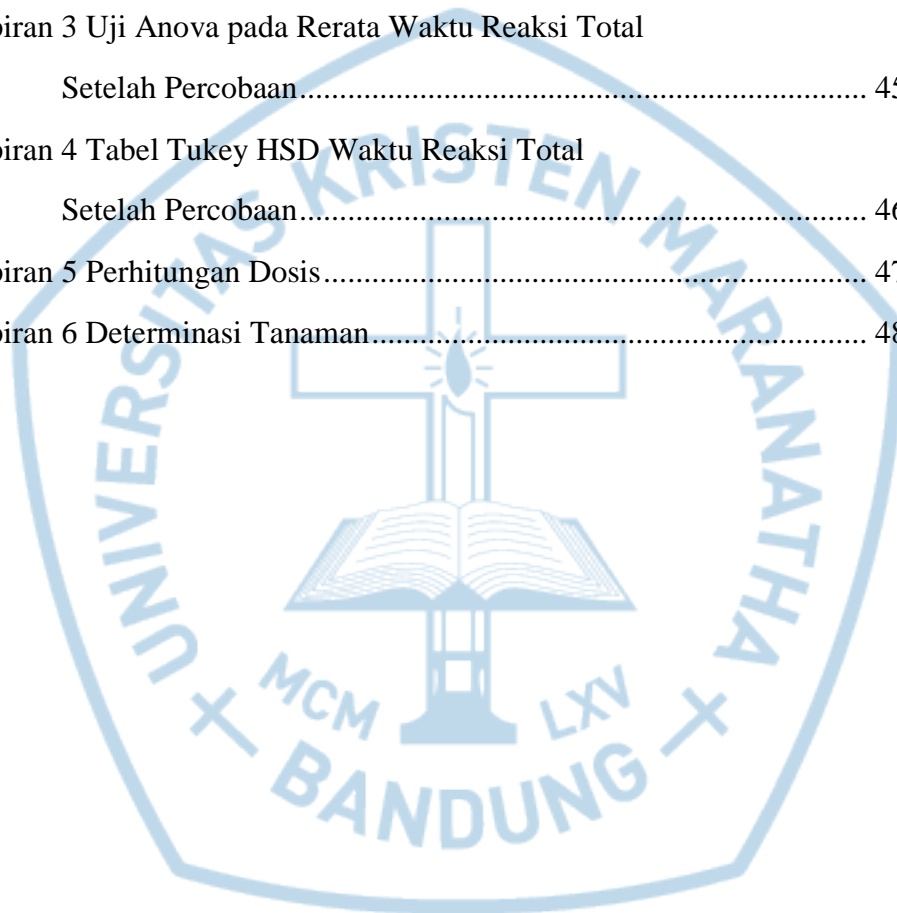 piran 3 Uji Anova pada Rerata Waktu Reaksi Total
Setelah Percobaan........................................................................ 45
piran 4 Tabel Tukey HSD Waktu Reaksi Total
Setelah Percobaan........................................................................ 46
piran 5 Perhitungan Dosis..................................................................... 47
piran 6 Determinasi Tanaman............................................................... 48
UNIVERSITAS KRISTEN MARANATHA
MCM LXV
BANDUNG